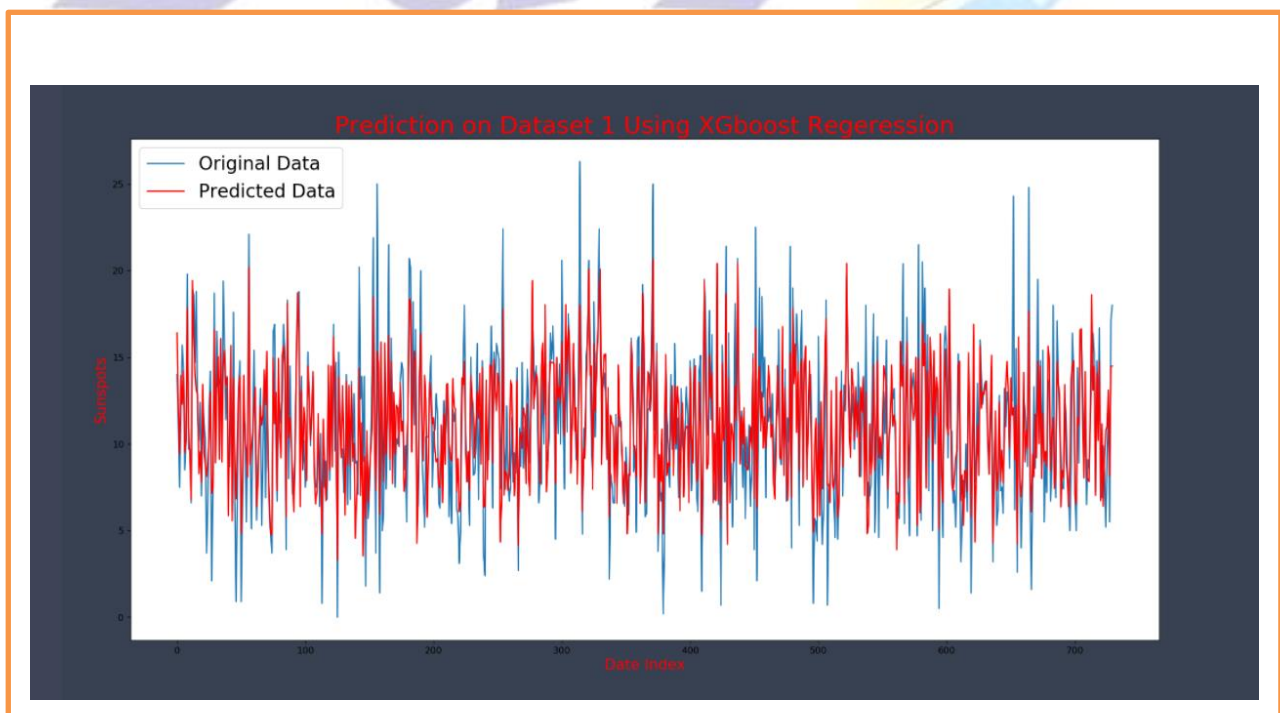 Prediction on Dataset 1 Using XGboost Regeression
Original Data
Predicted Data
25
20
15
10
5
0
Sunspots
0 100 200 300 400 500 600 700
Date index